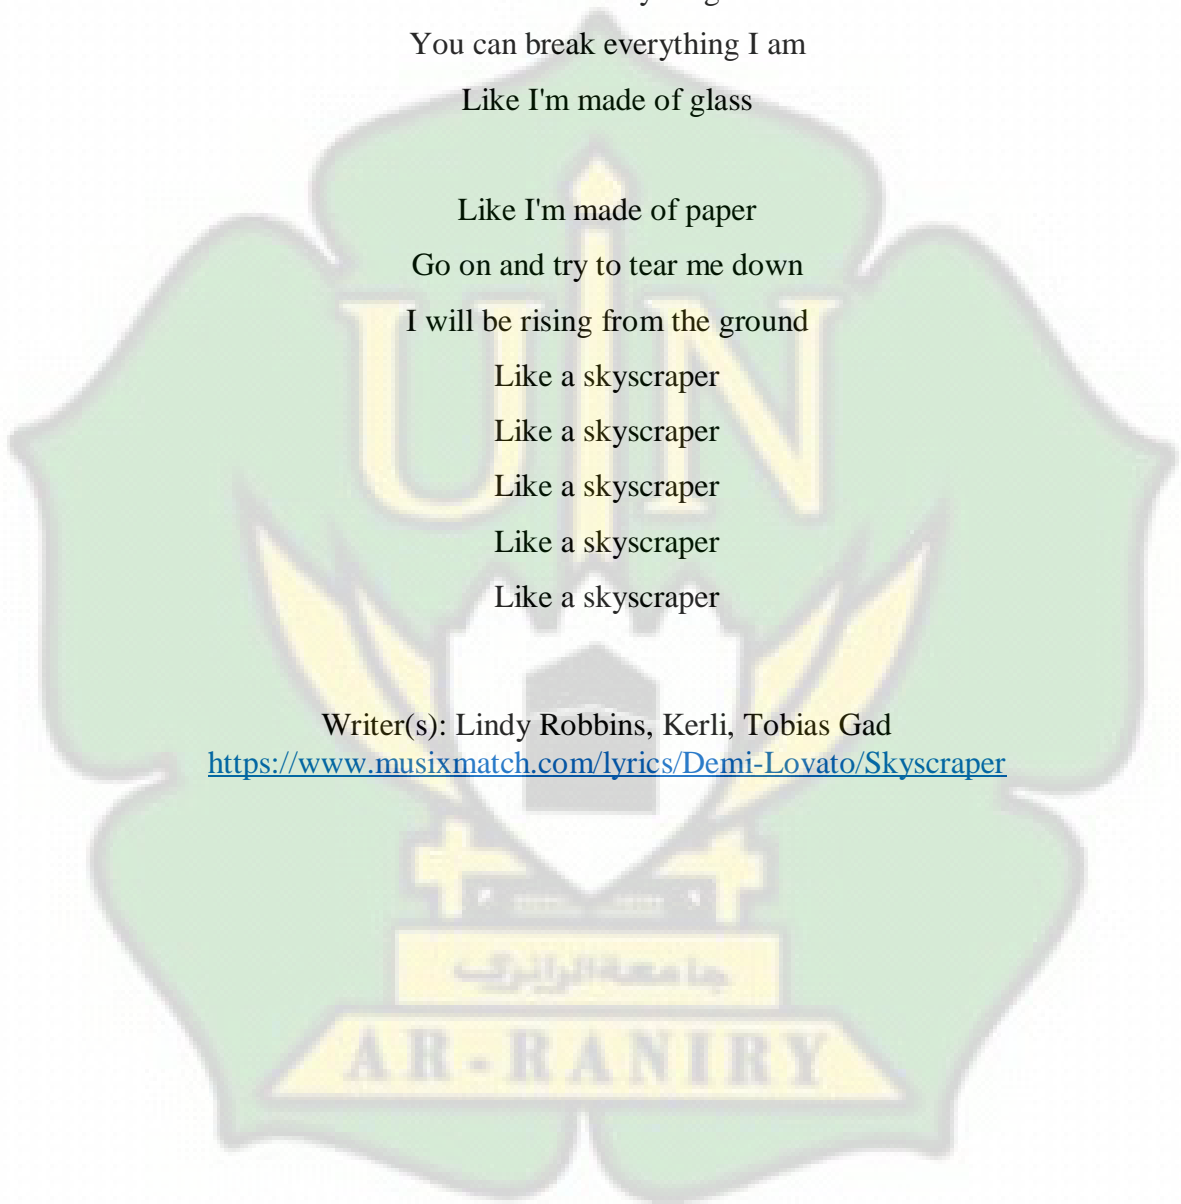 You can break everything I am
Like I'm made of glass
Like I'm made of paper
Go on and try to tear me down
I will be rising from the ground
Like a skyscraper
Like a skyscraper
Like a skyscraper
Like a skyscraper
Like a skyscraper
UIN
Writer(s): Lindy Robbins, Kerli, Tobias Gad
https://www.musixmatch.com/lyrics/Demi-Lovato/Skyscraper
جامعة الرانري
AR-RANIRY